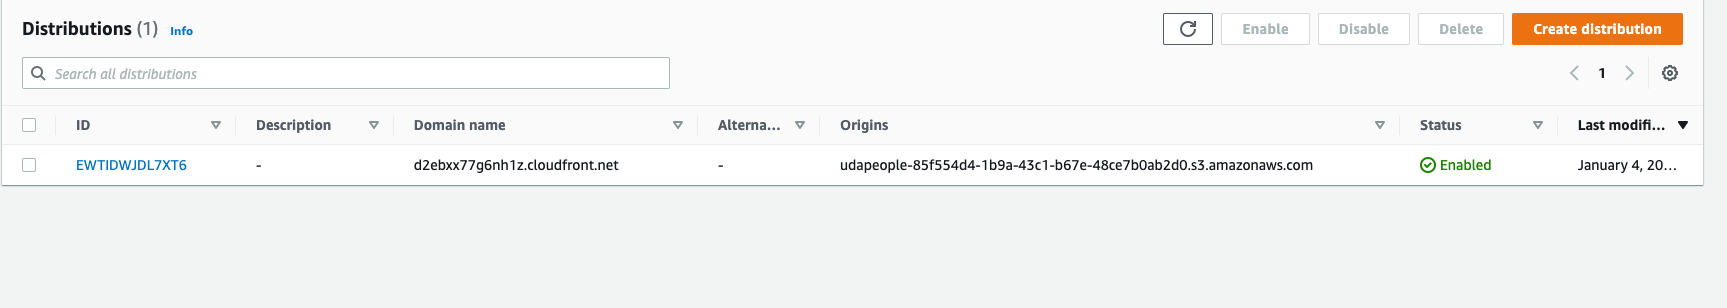 Distributions (1) Info
Enable Disable Delete Create distribution
Search all distributions
1
ID Description Domain name Alterna... Origins Status Last modifi...
EWTIDWJDL7XT6 - d2ebxx77g6nh1z.cloudfront.net - udapeople-85f554d4-1b9a-43c1-b67e-48ce7b0ab2d0.s3.amazonaws.com Enabled January 4, 20...